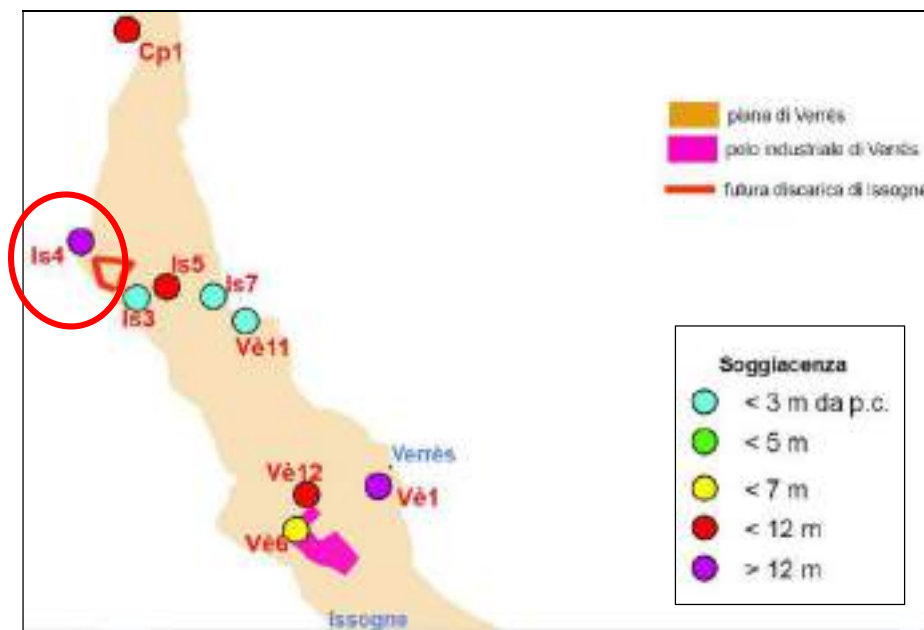 Cp1
piana di Verrès
polo industriale di Verrès
futura discarica di Issogne
Is4
Is5
Is7
Is3
Vè11
Soggiacenza
< 3 m da p.c.
< 5 m
< 7 m
< 12 m
> 12 m
Verrès
Vè12
Vè1
Vè6
Issogne